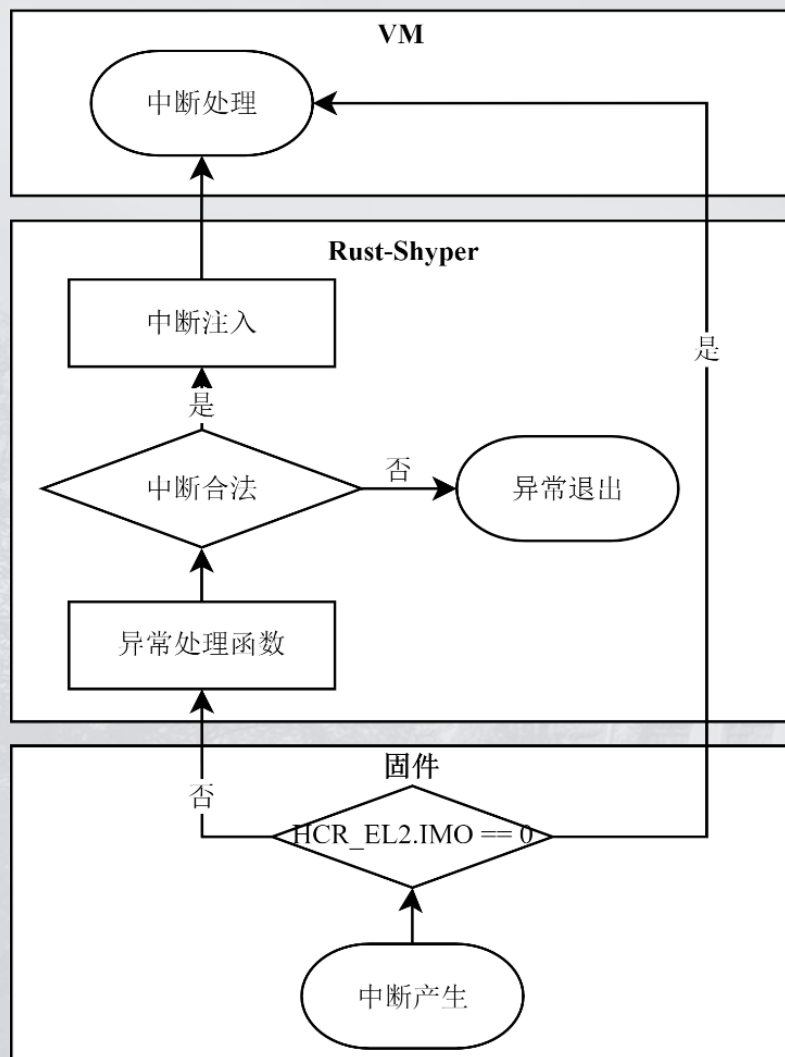 VM
中断处理
Rust-Shyper
中断注入
是
是
中断合法
否
异常退出
异常处理函数
固件
否
HCR_EL2.IMO == 0
中断产生